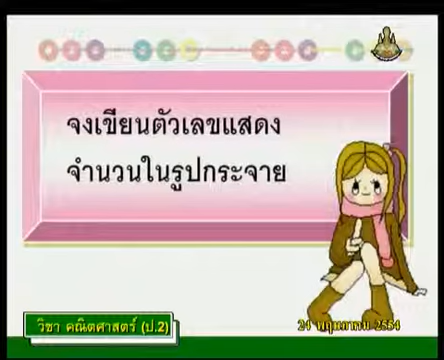 จงเขียนตัวเลขแสดง
จำนวนในรูปกระจาย
วิชา คณิตศาสตร์ (ป.2)
24 พฤษภาคม 2554